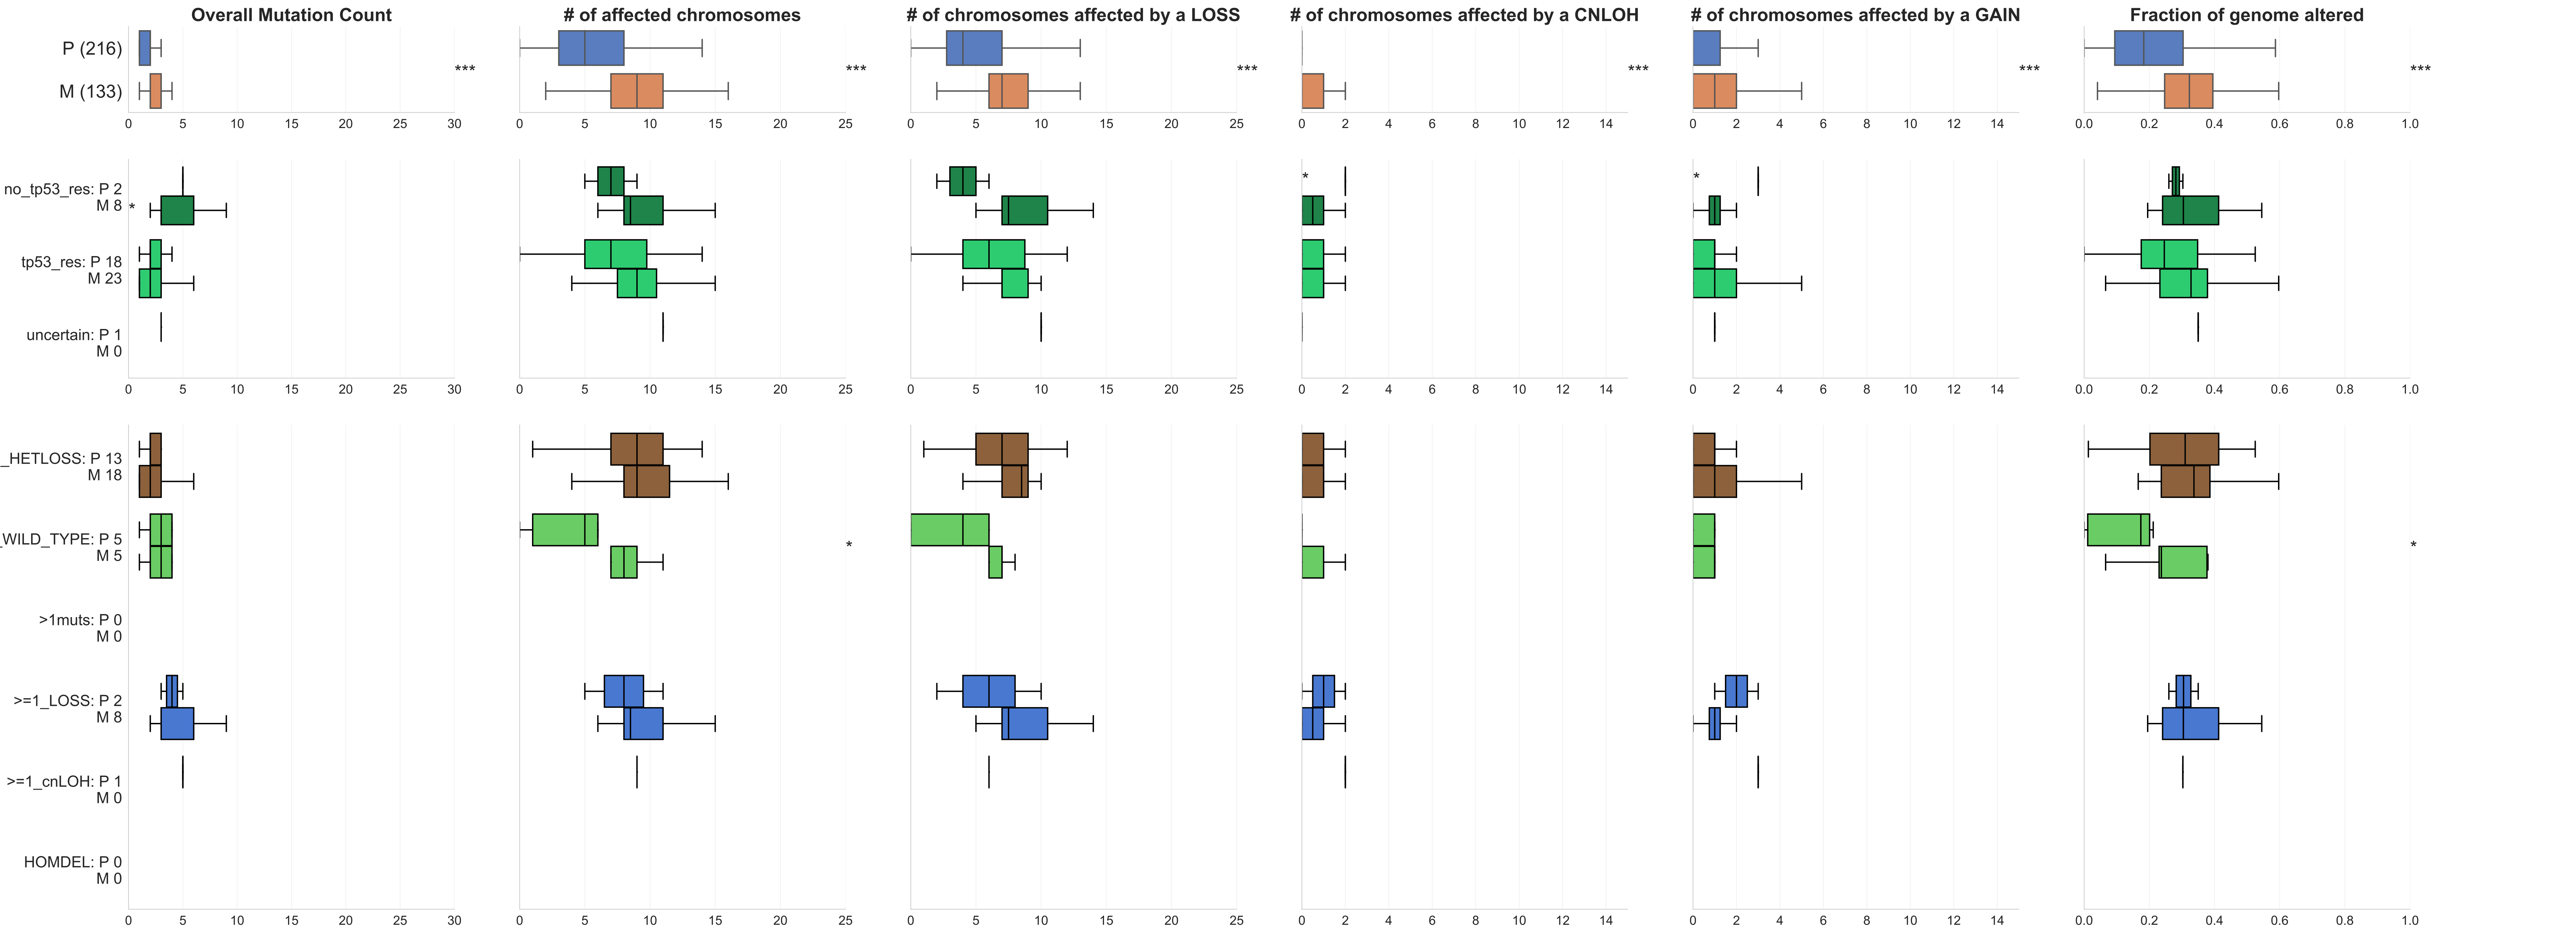 Overall Mutation Count
# of affected chromosomes
# of chromosomes affected by a LOSS
# of chromosomes affected by a CNLOH
# of chromosomes affected by a GAIN
Fraction of genome altered
P (216)
M (133)
*** *** *** *** *** ***
0 5 10 15 20 25 30
0 5 10 15 20 25
0 5 10 15 20 25
0 2 4 6 8 10 12 14
0 2 4 6 8 10 12 14
0.0 0.2 0.4 0.6 0.8 1.0
no_tp53_res: P 2
M 8
* * *
tp53_res: P 18
M 23
uncertain: P 1
M 0
0 5 10 15 20 25 30
0 5 10 15 20 25
0 5 10 15 20 25
0 2 4 6 8 10 12 14
0 2 4 6 8 10 12 14
0.0 0.2 0.4 0.6 0.8 1.0
_HETLOSS: P 13
M 18
_WILD_TYPE: P 5
M 5
* *
>1muts: P 0
M 0
>=1_LOSS: P 2
M 8
>=1_cnLOH: P 1
M 0
HOMDEL: P 0
M 0
0 5 10 15 20 25 30
0 5 10 15 20 25
0 5 10 15 20 25
0 2 4 6 8 10 12 14
0 2 4 6 8 10 12 14
0.0 0.2 0.4 0.6 0.8 1.0